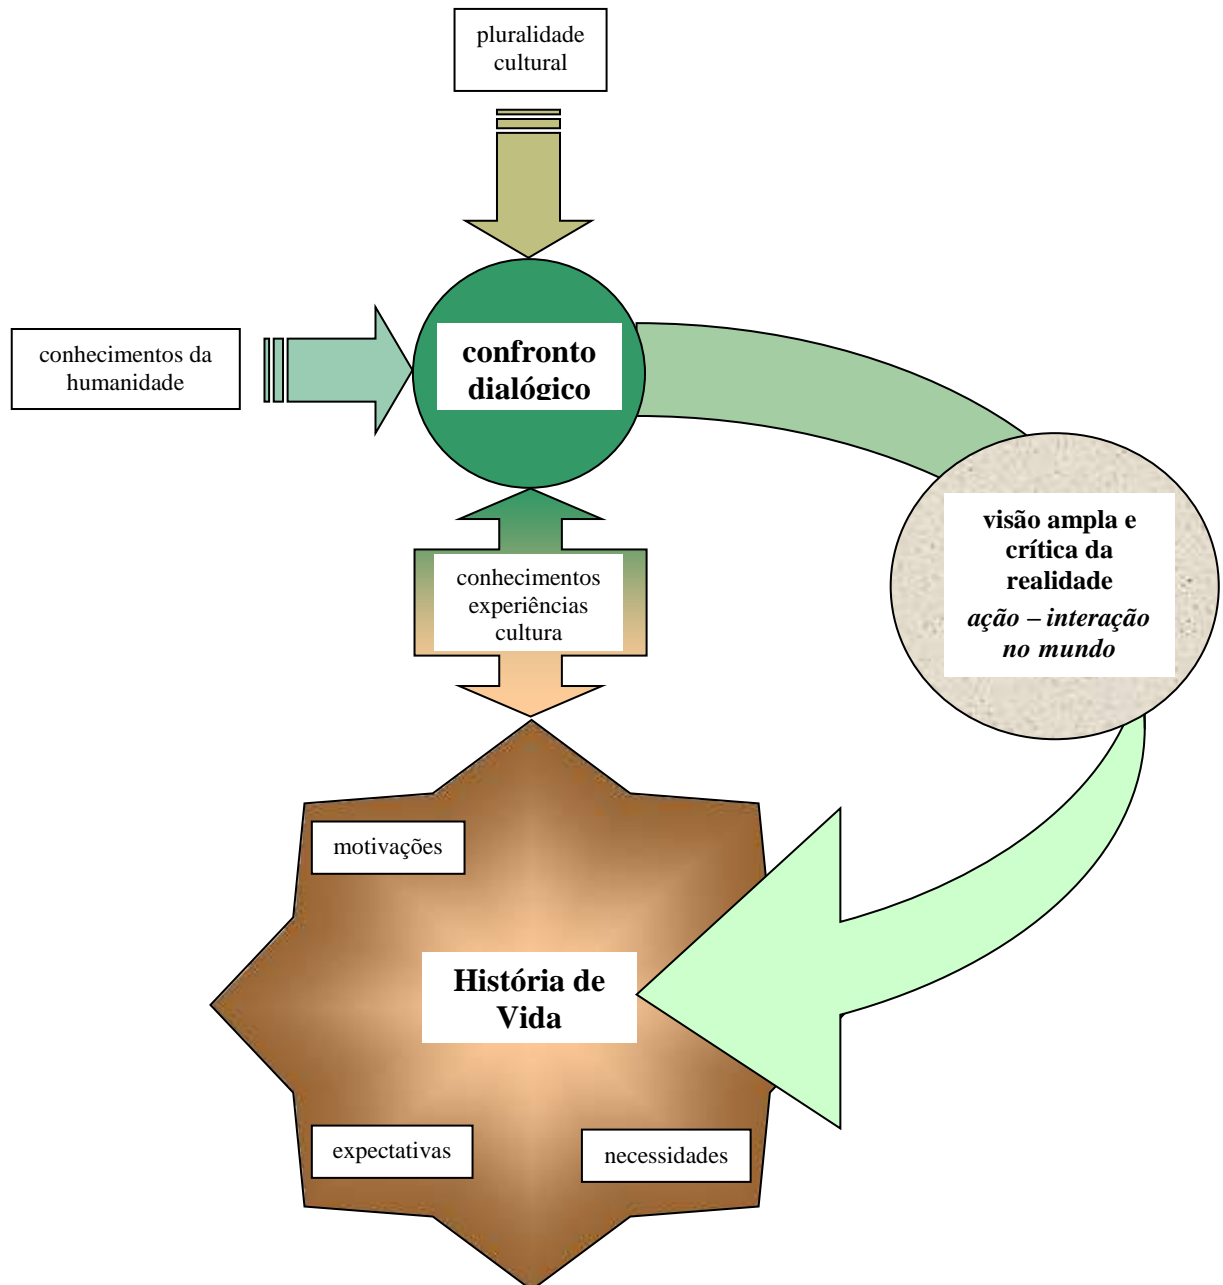 pluralidade
cultural
conhecimentos da
humanidade
confronto
dialógico
visão ampla e
crítica da
realidade
ação – interação
no mundo
conhecimentos
experiências
cultura
motivações
História de
Vida
expectativas
necessidades